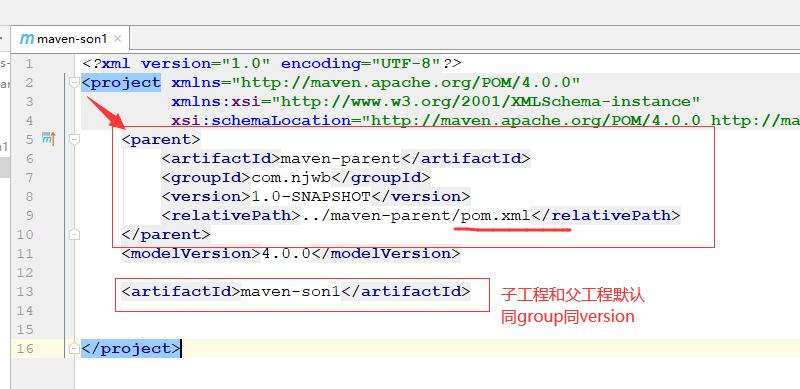 maven-son1
1 <?xml version="1.0" encoding="UTF-8"?>
2 <project xmlns="http://maven.apache.org/POM/4.0.0"
3 xmlns:xsi="http://www.w3.org/2001/XMLSchema-instance"
4 xsi:schemaLocation="http://maven.apache.org/POM/4.0.0 http://ma
5 <parent>
6 <artifactId>maven-parent</artifactId>
7 <groupId>com.njwb</groupId>
8 <version>1.0-SNAPSHOT</version>
9 <relativePath>../maven-parent/pom.xml</relativePath>
10 </parent>
11 <modelVersion>4.0.0</modelVersion>
12
13 <artifactId>maven-son1</artifactId>
子工程和父工程默认
同group同version
14
15
16 </project>